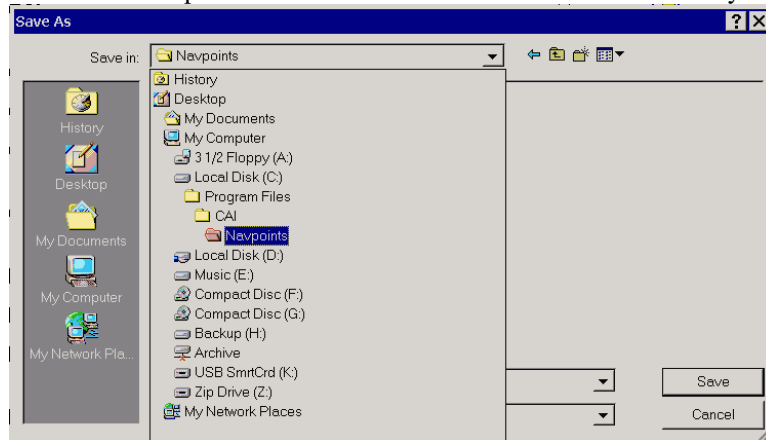 Save As
Save in: Navpoints
History
Desktop
My Documents
My Computer
3 1/2 Floppy (A:)
Local Disk (C:)
Program Files
CAI
Navpoints
Local Disk (D:)
Music (E:)
Compact Disc (F:)
Compact Disc (G:)
Backup (H:)
Archive
USB SmrtCrd (K:)
Zip Drive (Z:)
My Network Places
History
Desktop
My Documents
My Computer
My Network Pla...
Save
Cancel